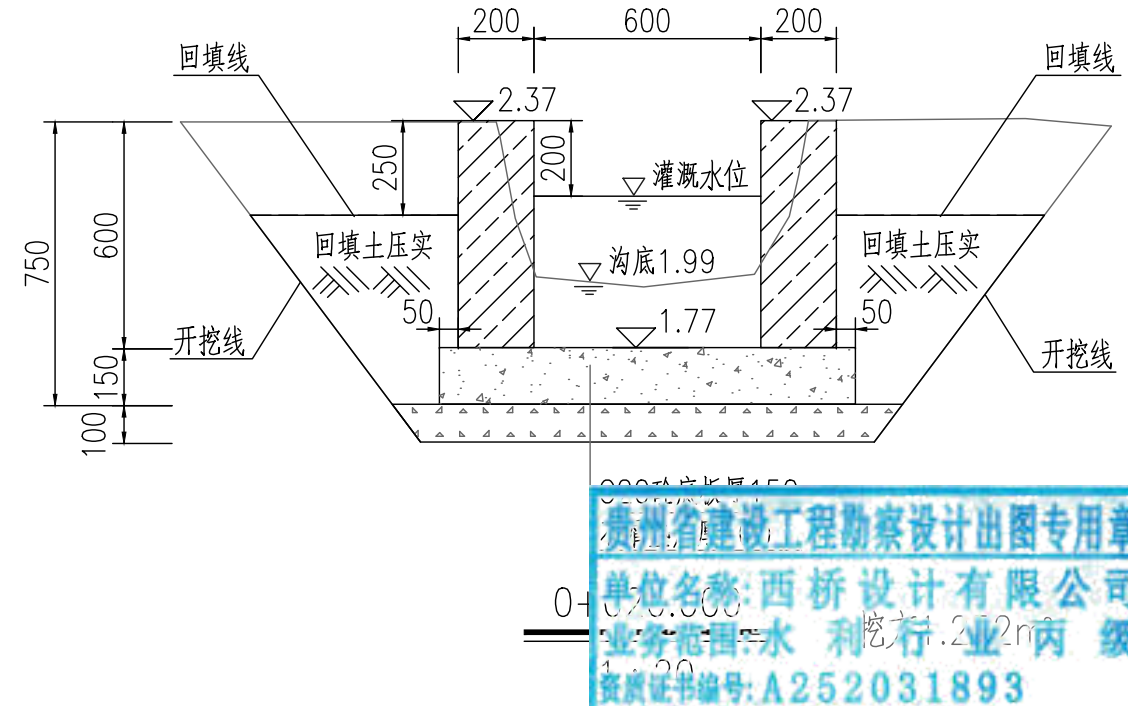 200 600 200
回填线 回填线
2.37 2.37
250 200
灌溉水位
750 600
回填土压实 回填土压实
沟底1.99
50 50
1.77
开挖线 开挖线
150
100
贵州省建设工程勘察设计出图专用章
单位名称:西桥设计有限公司
业务范围:水利行业丙级
资质证书编号:A252031893